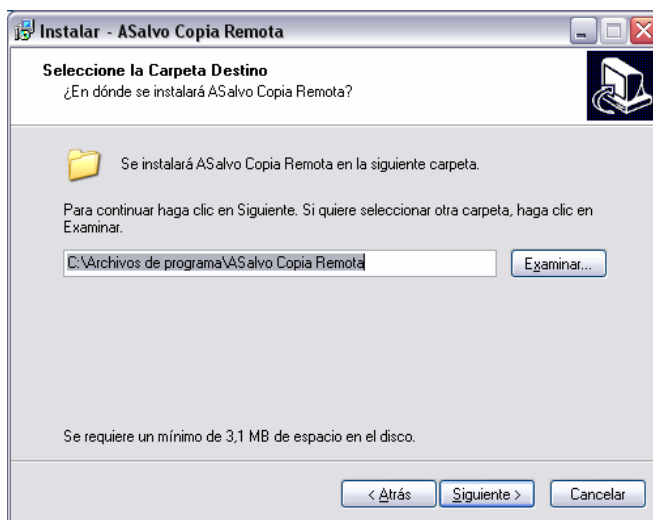 Instalar - ASalvo Copia Remota
Seleccione la Carpeta Destino
¿En dónde se instalará ASalvo Copia Remota?
Se instalará ASalvo Copia Remota en la siguiente carpeta.
Para continuar haga clic en Siguiente. Si quiere seleccionar otra carpeta, haga clic en
Examinar.
C:\Archivos de programa\ASalvo Copia Remota
Examinar...
Se requiere un mínimo de 3,1 MB de espacio en el disco.
< Atrás
Siguiente >
Cancelar